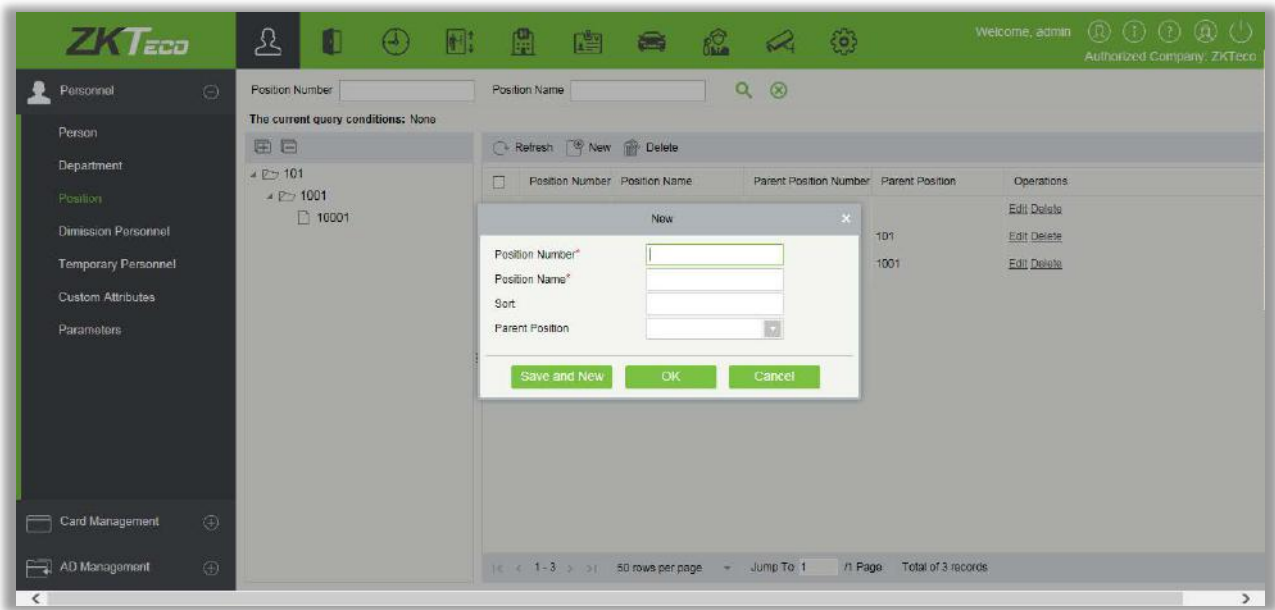 ZKTeco
Welcome, admin
Authorized Company: ZKTeco
Personnel
Person
Department
Position
Dimission Personnel
Temporary Personnel
Custom Attributes
Parameters
Card Management
AD Management
Position Number
Position Name
The current query conditions: None
101
1001
10001
Refresh New Delete
Position Number Position Name Parent Position Number Parent Position Operations
Edit Delete
101 Edit Delete
1001 Edit Delete
New
Position Number*
Position Name*
Sort
Parent Position
Save and New OK Cancel
1-3 50 rows per page Jump To 1 /1 Page Total of 3 records